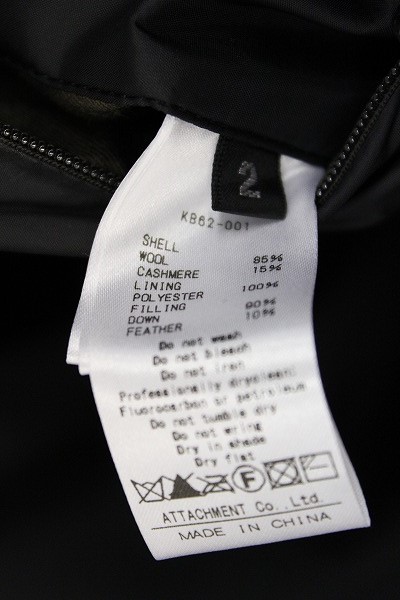 2
KB62-001
SHELL
WOOL 85%
CASHMERE 15%
LINING
POLYESTER 100%
FILLING
DOWN 90%
FEATHER 10%
Do not wash
Do not bleach
Do not iron
Professionally dryclean
Fluorocarbon or petroleum
Do not tumble dry
Do not wring
Dry in shade
Dry flat
F
ATTACHMENT Co., Ltd.
MADE IN CHINA